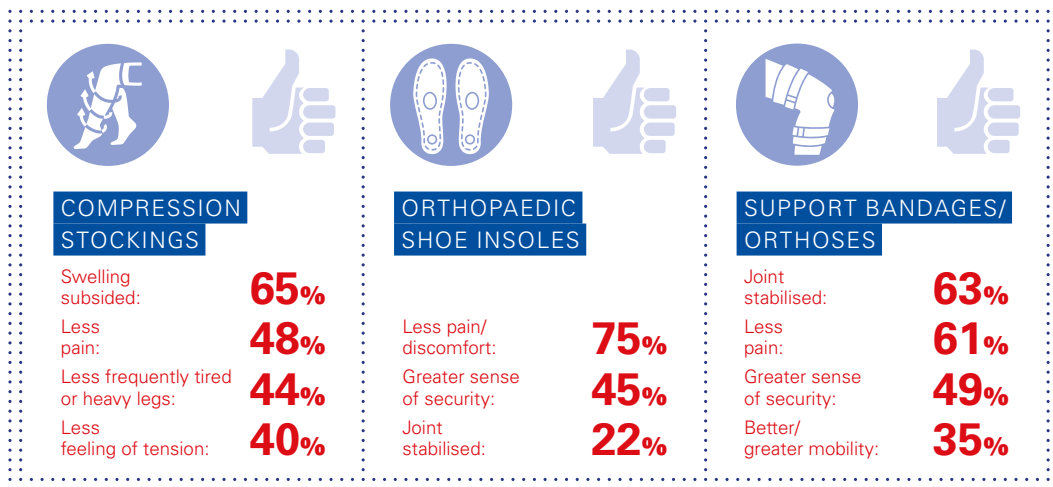 COMPRESSION
STOCKINGS
Swelling
subsided: 65%
Less
pain: 48%
Less frequently tired
or heavy legs: 44%
Less
feeling of tension: 40%
ORTHOPAEDIC
SHOE INSOLES
Less pain/
discomfort: 75%
Greater sense
of security: 45%
Joint
stabilised: 22%
SUPPORT BANDAGES/
ORTHOSES
Joint
stabilised: 63%
Less
pain: 61%
Greater sense
of security: 49%
Better/
greater mobility: 35%